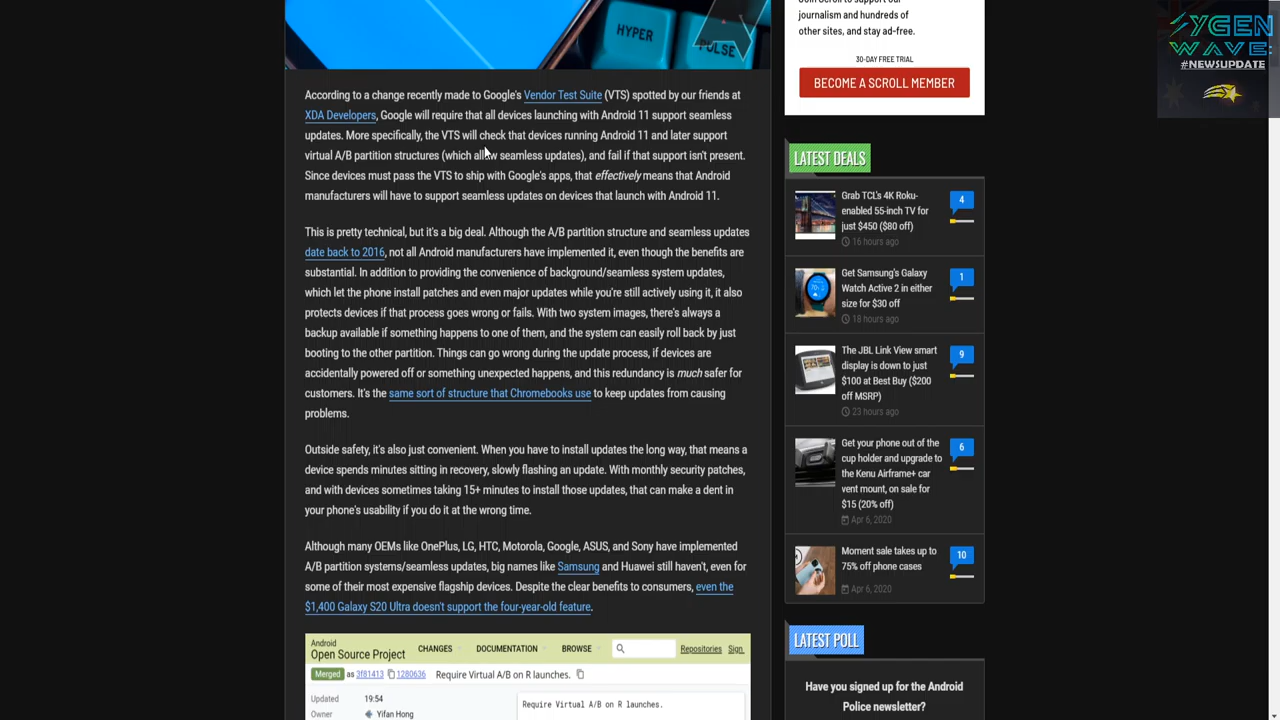 HYPER
PULSE
According to a change recently made to Google's Vendor Test Suite (VTS) spotted by our friends at
XDA Developers, Google will require that all devices launching with Android 11 support seamless
updates. More specifically, the VTS will check that devices running Android 11 and later support
virtual A/B partition structures (which allow seamless updates), and fail if that support isn't present.
Since devices must pass the VTS to ship with Google's apps, that effectively means that Android
manufacturers will have to support seamless updates on devices that launch with Android 11.
This is pretty technical, but it's a big deal. Although the A/B partition structure and seamless updates
date back to 2016, not all Android manufacturers have implemented it, even though the benefits are
substantial. In addition to providing the convenience of background/seamless system updates,
which let the phone install patches and even major updates while you're still actively using it, it also
protects devices if that process goes wrong or fails. With two system images, there's always a
backup available if something happens to one of them, and the system can easily roll back by just
booting to the other partition. Things can go wrong during the update process, if devices are
accidentally powered off or something unexpected happens, and this redundancy is much safer for
customers. It's the same sort of structure that Chromebooks use to keep updates from causing
problems.
Outside safety, it's also just convenient. When you have to install updates the long way, that means a
device spends minutes sitting in recovery, slowly flashing an update. With monthly security patches,
and with devices sometimes taking 15+ minutes to install those updates, that can make a dent in
your phone's usability if you do it at the wrong time.
Although many OEMs like OnePlus, LG, HTC, Motorola, Google, ASUS, and Sony have implemented
A/B partition systems/seamless updates, big names like Samsung and Huawei still haven't, even for
some of their most expensive flagship devices. Despite the clear benefits to consumers, even the
$1,400 Galaxy S20 Ultra doesn't support the four-year-old feature.
Android
Open Source Project
CHANGES
DOCUMENTATION
BROWSE
Repositories
Sign
Merged as 3f81413 1280636 Require Virtual A/B on R launches.
Updated 19:54
Owner Yifan Hong
Require Virtual A/B on R launches.
journalism and hundreds of
other sites, and stay ad-free.
30-DAY FREE TRIAL
BECOME A SCROLL MEMBER
LATEST DEALS
Grab TCL's 4K Roku-
enabled 55-inch TV for
just $450 ($80 off)
16 hours ago
4
Get Samsung's Galaxy
Watch Active 2 in either
size for $30 off
18 hours ago
1
The JBL Link View smart
display is down to just
$100 at Best Buy ($200
off MSRP)
23 hours ago
9
Get your phone out of the
cup holder and upgrade to
the Kenu Airframe+ car
vent mount, on sale for
$15 (20% off)
Apr 6, 2020
6
Moment sale takes up to
75% off phone cases
Apr 6, 2020
10
LATEST POLL
Have you signed up for the Android
Police newsletter?
YGEN
WAVE
#NEWSUPDATE